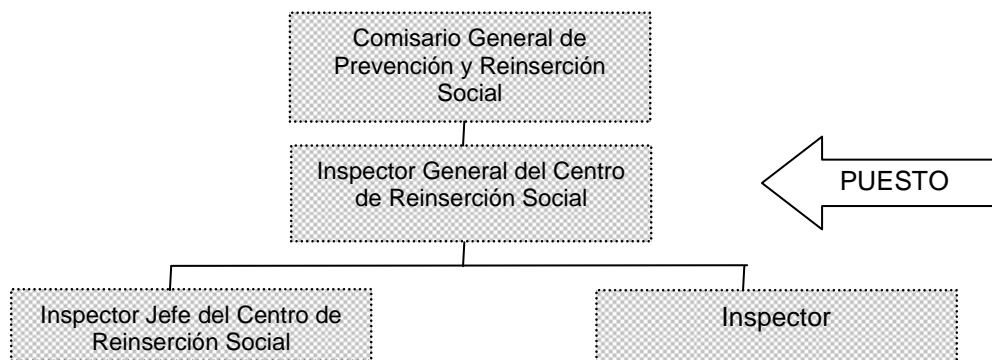 Comisario General de
Prevención y Reinserción
Social
Inspector General del Centro
de Reinserción Social
PUESTO
Inspector Jefe del Centro de
Reinserción Social
Inspector